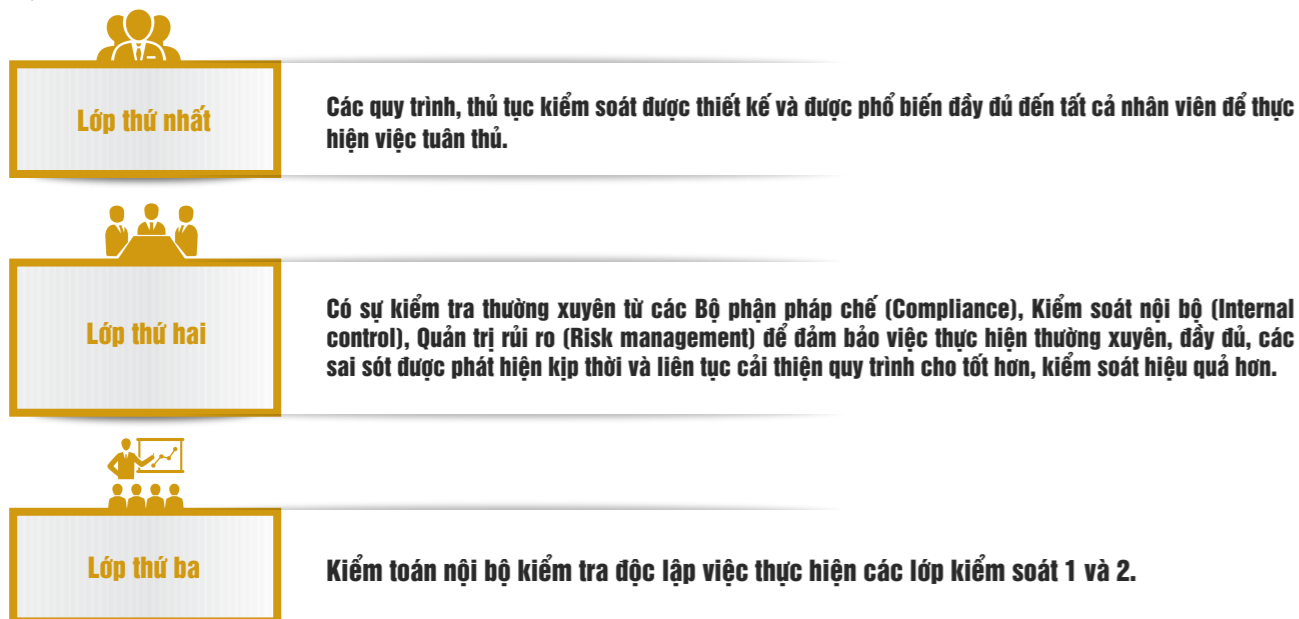 Lớp thứ nhất
Các quy trình, thủ tục kiểm soát được thiết kế và được phổ biến đầy đủ đến tất cả nhân viên để thực
hiện việc tuân thủ.
Lớp thứ hai
Có sự kiểm tra thường xuyên từ các Bộ phận pháp chế (Compliance), Kiểm soát nội bộ (Internal
control), Quản trị rủi ro (Risk management) để đảm bảo việc thực hiện thường xuyên, đầy đủ, các
sai sót được phát hiện kịp thời và liên tục cải thiện quy trình cho tốt hơn, kiểm soát hiệu quả hơn.
Lớp thứ ba
Kiểm toán nội bộ kiểm tra độc lập việc thực hiện các lớp kiểm soát 1 và 2.